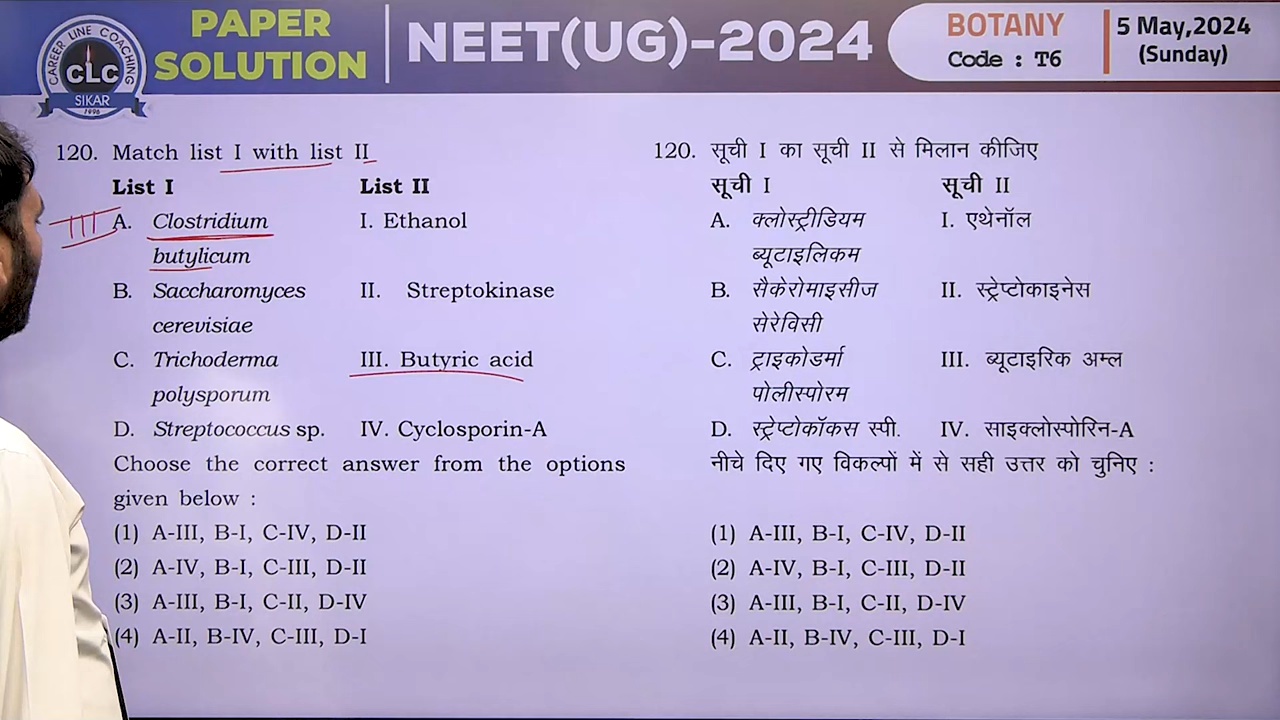 CAREER LINE COACHING
CLC
SIKAR
1996
PAPER
SOLUTION
NEET(UG)-2024
BOTANY
Code : T6
5 May,2024
(Sunday)
120. Match list I with list II
List I List II
III A. Clostridium I. Ethanol
butylicum
B. Saccharomyces II. Streptokinase
cerevisiae
C. Trichoderma III. Butyric acid
polysporum
D. Streptococcus sp. IV. Cyclosporin-A
Choose the correct answer from the options
given below :
(1) A-III, B-I, C-IV, D-II
(2) A-IV, B-I, C-III, D-II
(3) A-III, B-I, C-II, D-IV
(4) A-II, B-IV, C-III, D-I
120. सूची I का सूची II से मिलान कीजिए
सूची I सूची II
A. क्लोस्ट्रीडियम I. एथेनॉल
ब्यूटाइलिकम
B. सैकेरोमाइसीज II. स्ट्रेप्टोकाइनेस
सेरेविसी
C. ट्राइकोडर्मा III. ब्यूटाइरिक अम्ल
पोलीस्पोरम
D. स्ट्रेप्टोकॉकस स्पी. IV. साइक्लोस्पोरिन-A
नीचे दिए गए विकल्पों में से सही उत्तर को चुनिए :
(1) A-III, B-I, C-IV, D-II
(2) A-IV, B-I, C-III, D-II
(3) A-III, B-I, C-II, D-IV
(4) A-II, B-IV, C-III, D-I